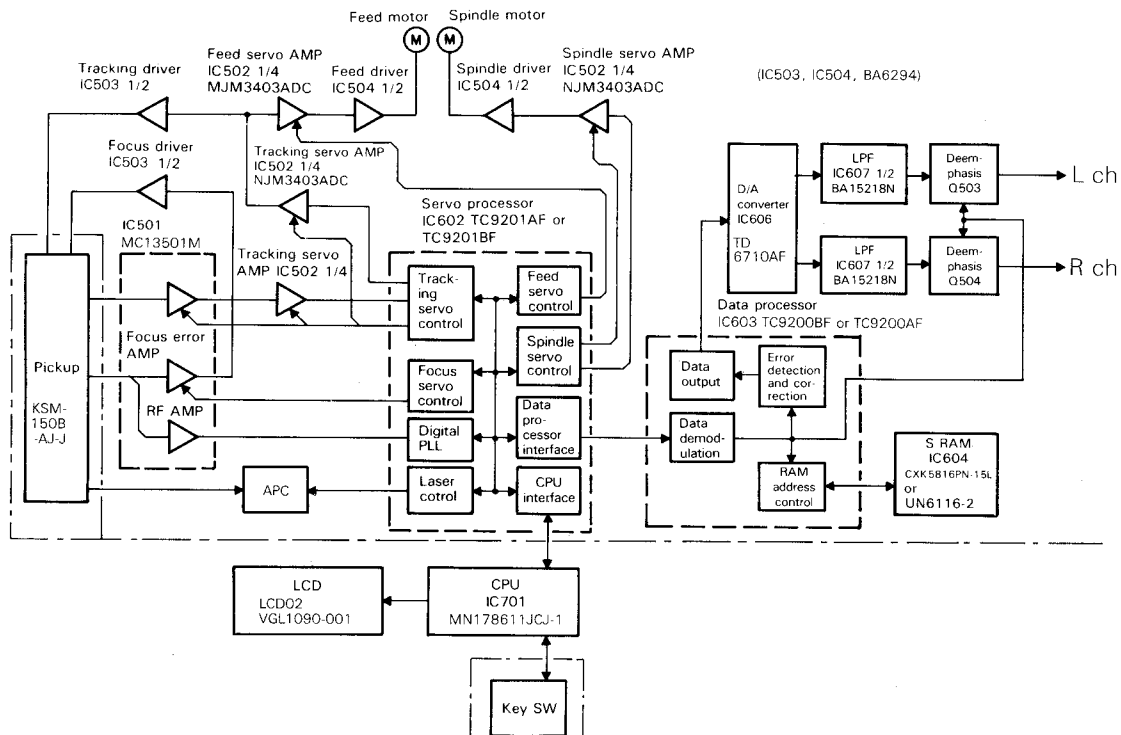 Feed motor
Spindle motor
M
M
Feed servo AMP
IC502 1/4
MJM3403ADC
Spindle servo AMP
IC502 1/4
NJM3403ADC
Tracking driver
IC503 1/2
Feed driver
IC504 1/2
Spindle driver
IC504 1/2
(IC503, IC504, BA6294)
Focus driver
IC503 1/2
Tracking servo AMP
IC502 1/4
NJM3403ADC
IC501
MC13501M
Tracking servo
AMP IC502 1/4
Servo processor
IC602 TC9201AF or
TC9201BF
D/A
converter
IC606
TD
6710AF
LPF
IC607 1/2
BA15218N
Deem-
phasis
Q503
L ch
LPF
IC607 1/2
BA15218N
Deem-
phasis
Q504
R ch
Pickup
KSM-
150B
-AJ-J
Focus error
AMP
RF AMP
APC
Track-
ing
servo
control
Feed
servo
control
Focus
servo
control
Spindle
servo
control
Digital
PLL
Data
pro-
cessor
interface
Laser
cotrol
CPU
interface
Data processor
IC603 TC9200BF or TC9200AF
Data
output
Error
detection
and cor-
rection
Data
demod-
ulation
RAM
address
control
S RAM
IC604
CXK5816PN-15L
or
UN6116-2
LCD
LCD02
VGL1090-001
CPU
IC701
MN178611JCJ-1
Key SW